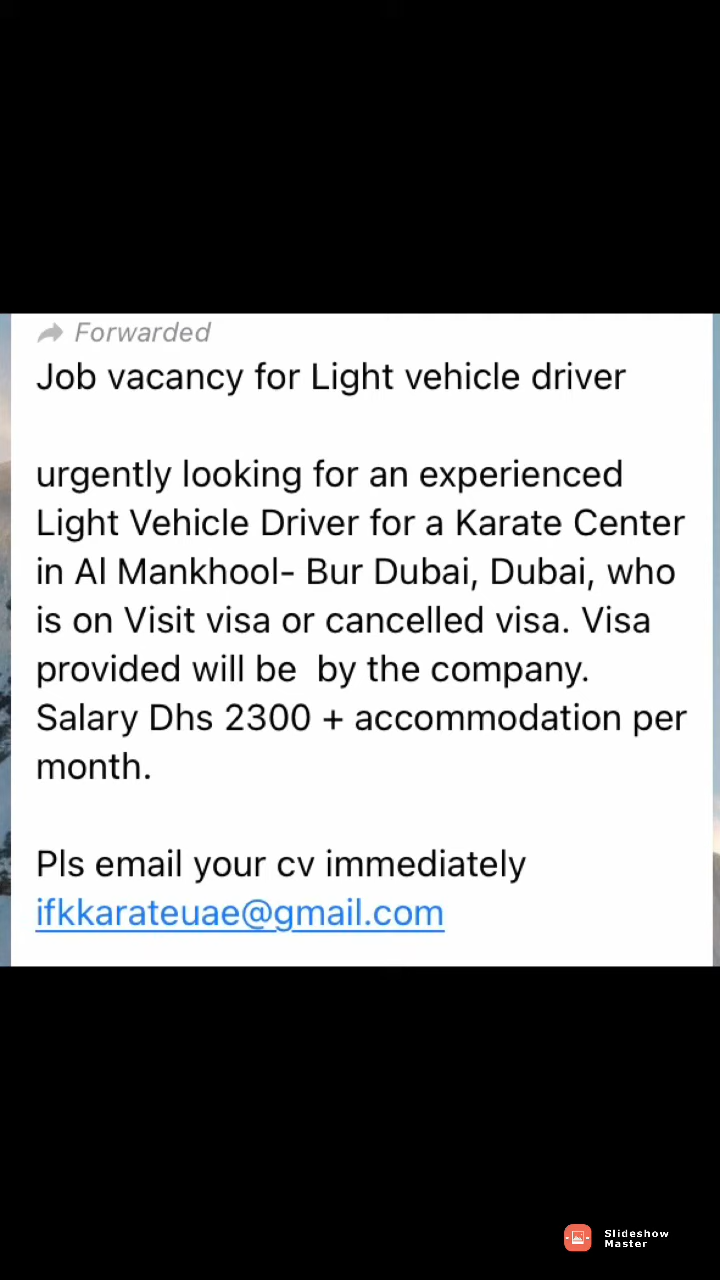 Forwarded
Job vacancy for Light vehicle driver
urgently looking for an experienced
Light Vehicle Driver for a Karate Center
in Al Mankhool- Bur Dubai, Dubai, who
is on Visit visa or cancelled visa. Visa
provided will be  by the company.
Salary Dhs 2300 + accommodation per
month.
Pls email your cv immediately
ifkkarateuae@gmail.com
Slideshow
Master